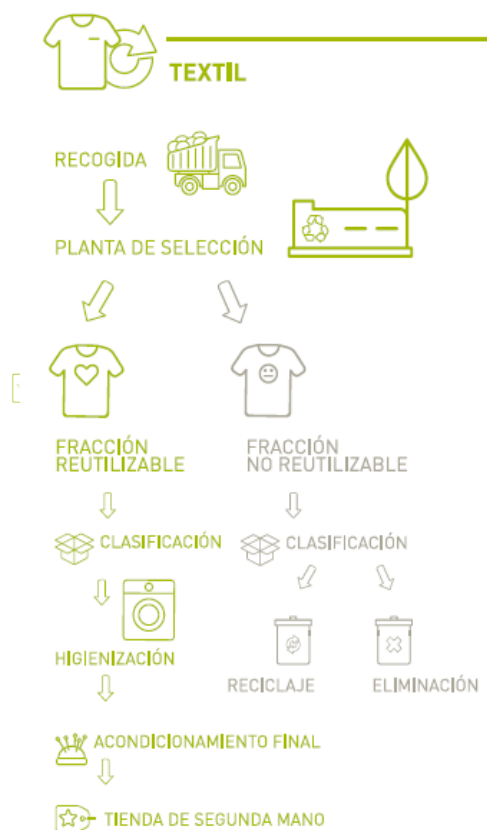 TEXTIL
RECOGIDA
PLANTA DE SELECCIÓN
FRACCIÓN
REUTILIZABLE
FRACCIÓN
NO REUTILIZABLE
CLASIFICACIÓN
CLASIFICACIÓN
HIGIENIZACIÓN
RECICLAJE
ELIMINACIÓN
ACONDICIONAMIENTO FINAL
TIENDA DE SEGUNDA MANO